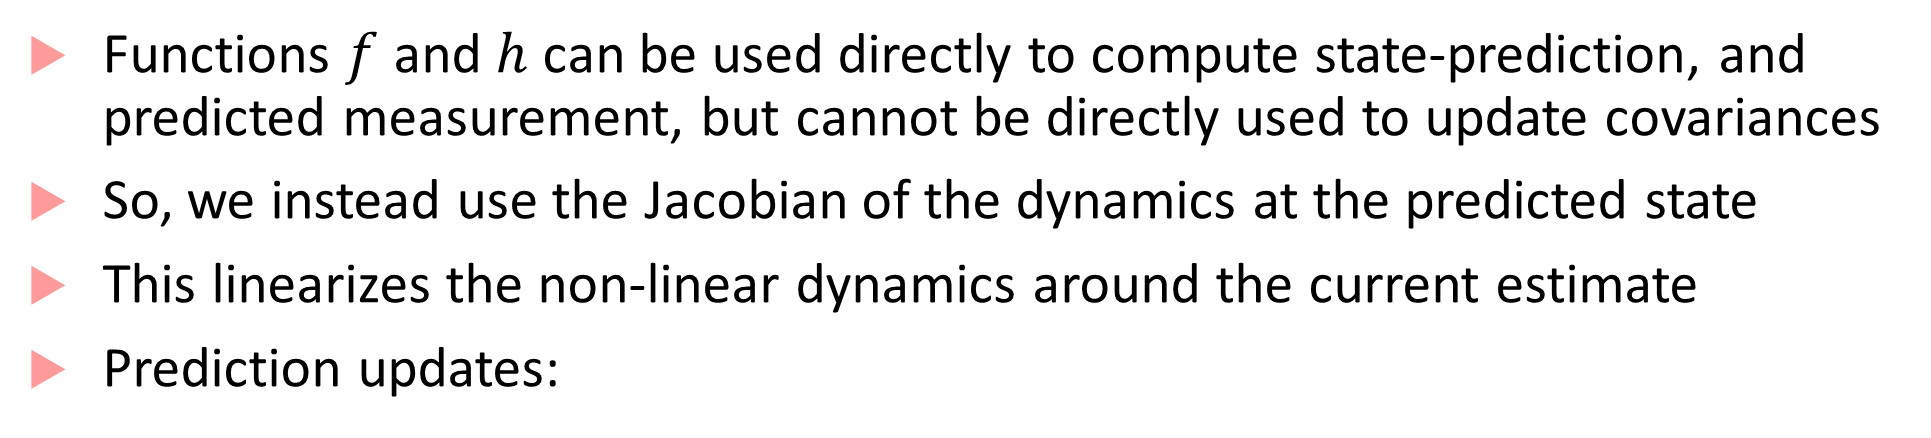 Functions f and h can be used directly to compute state-prediction, and
predicted measurement, but cannot be directly used to update covariances
So, we instead use the Jacobian of the dynamics at the predicted state
This linearizes the non-linear dynamics around the current estimate
Prediction updates: